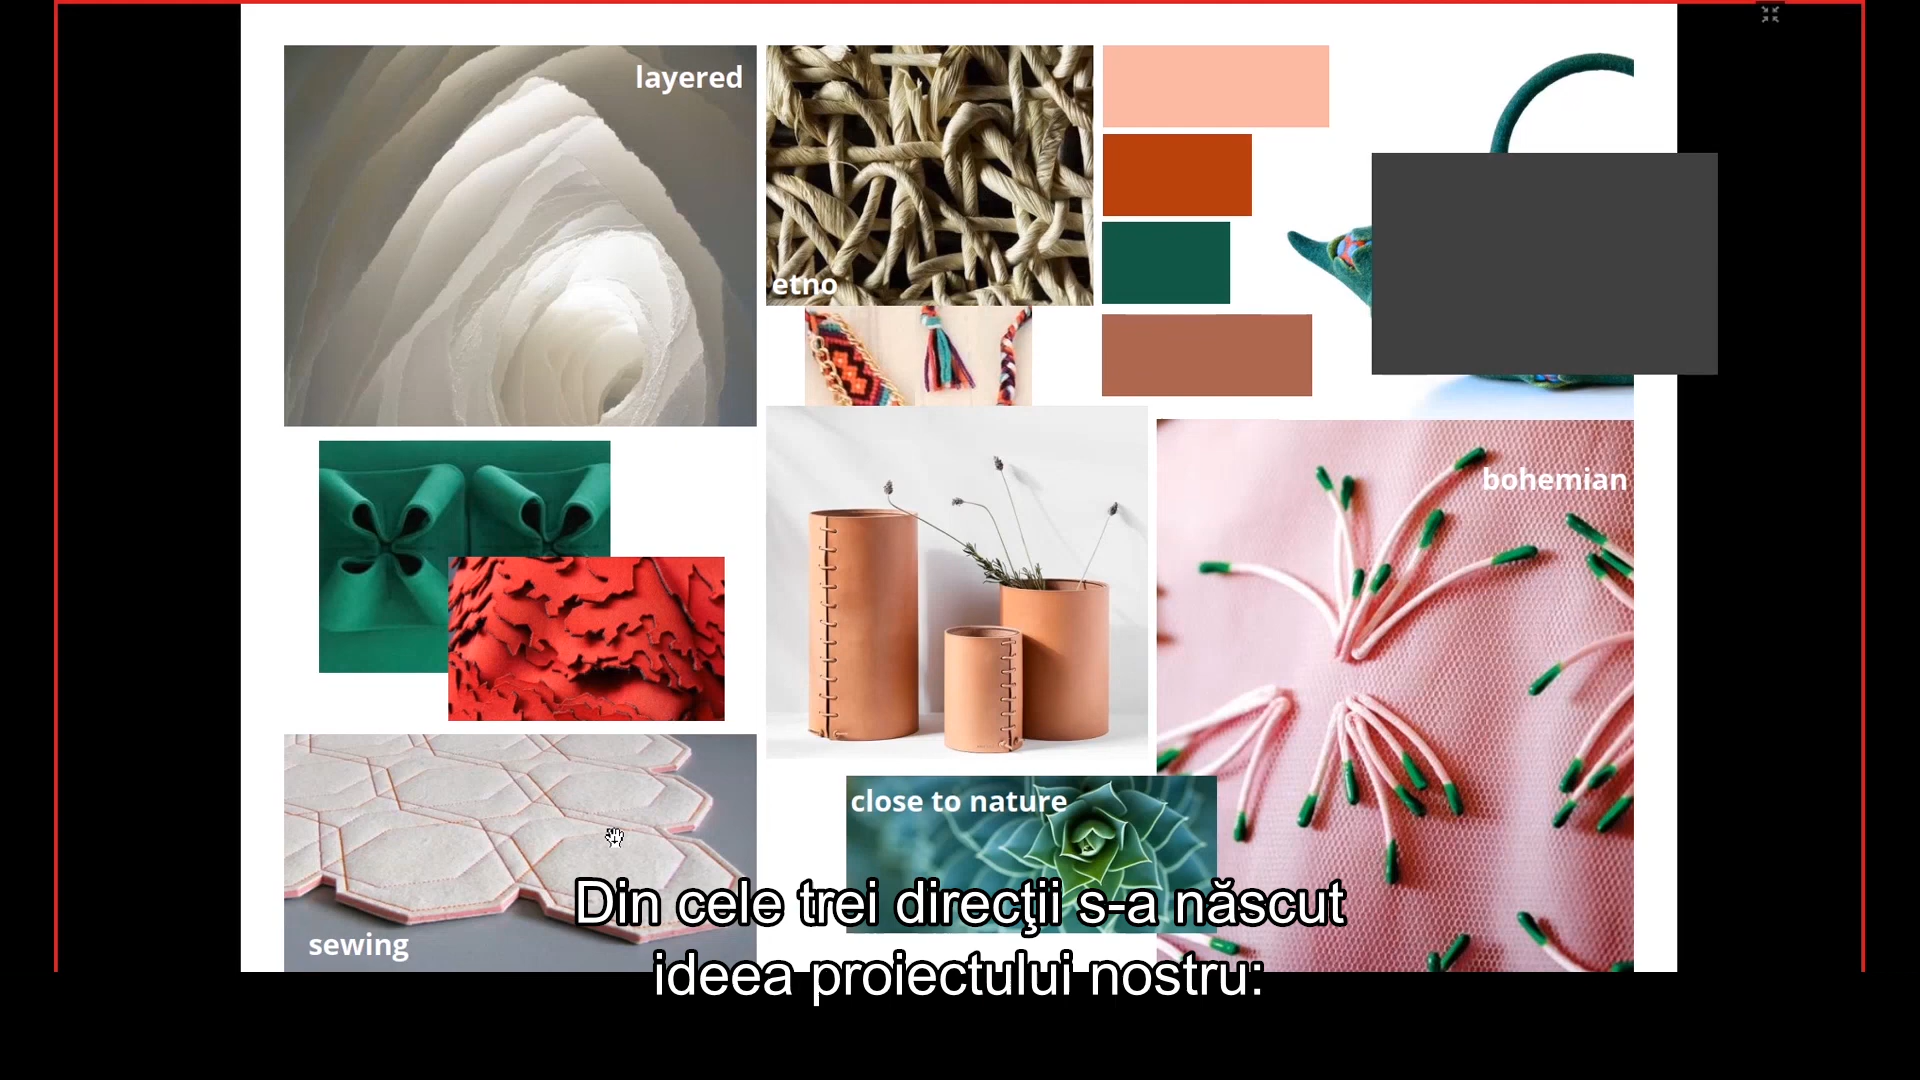 layered
etno
bohemian
close to nature
sewing
Din cele trei direcţii s-a născut
ideea proiectului nostru: